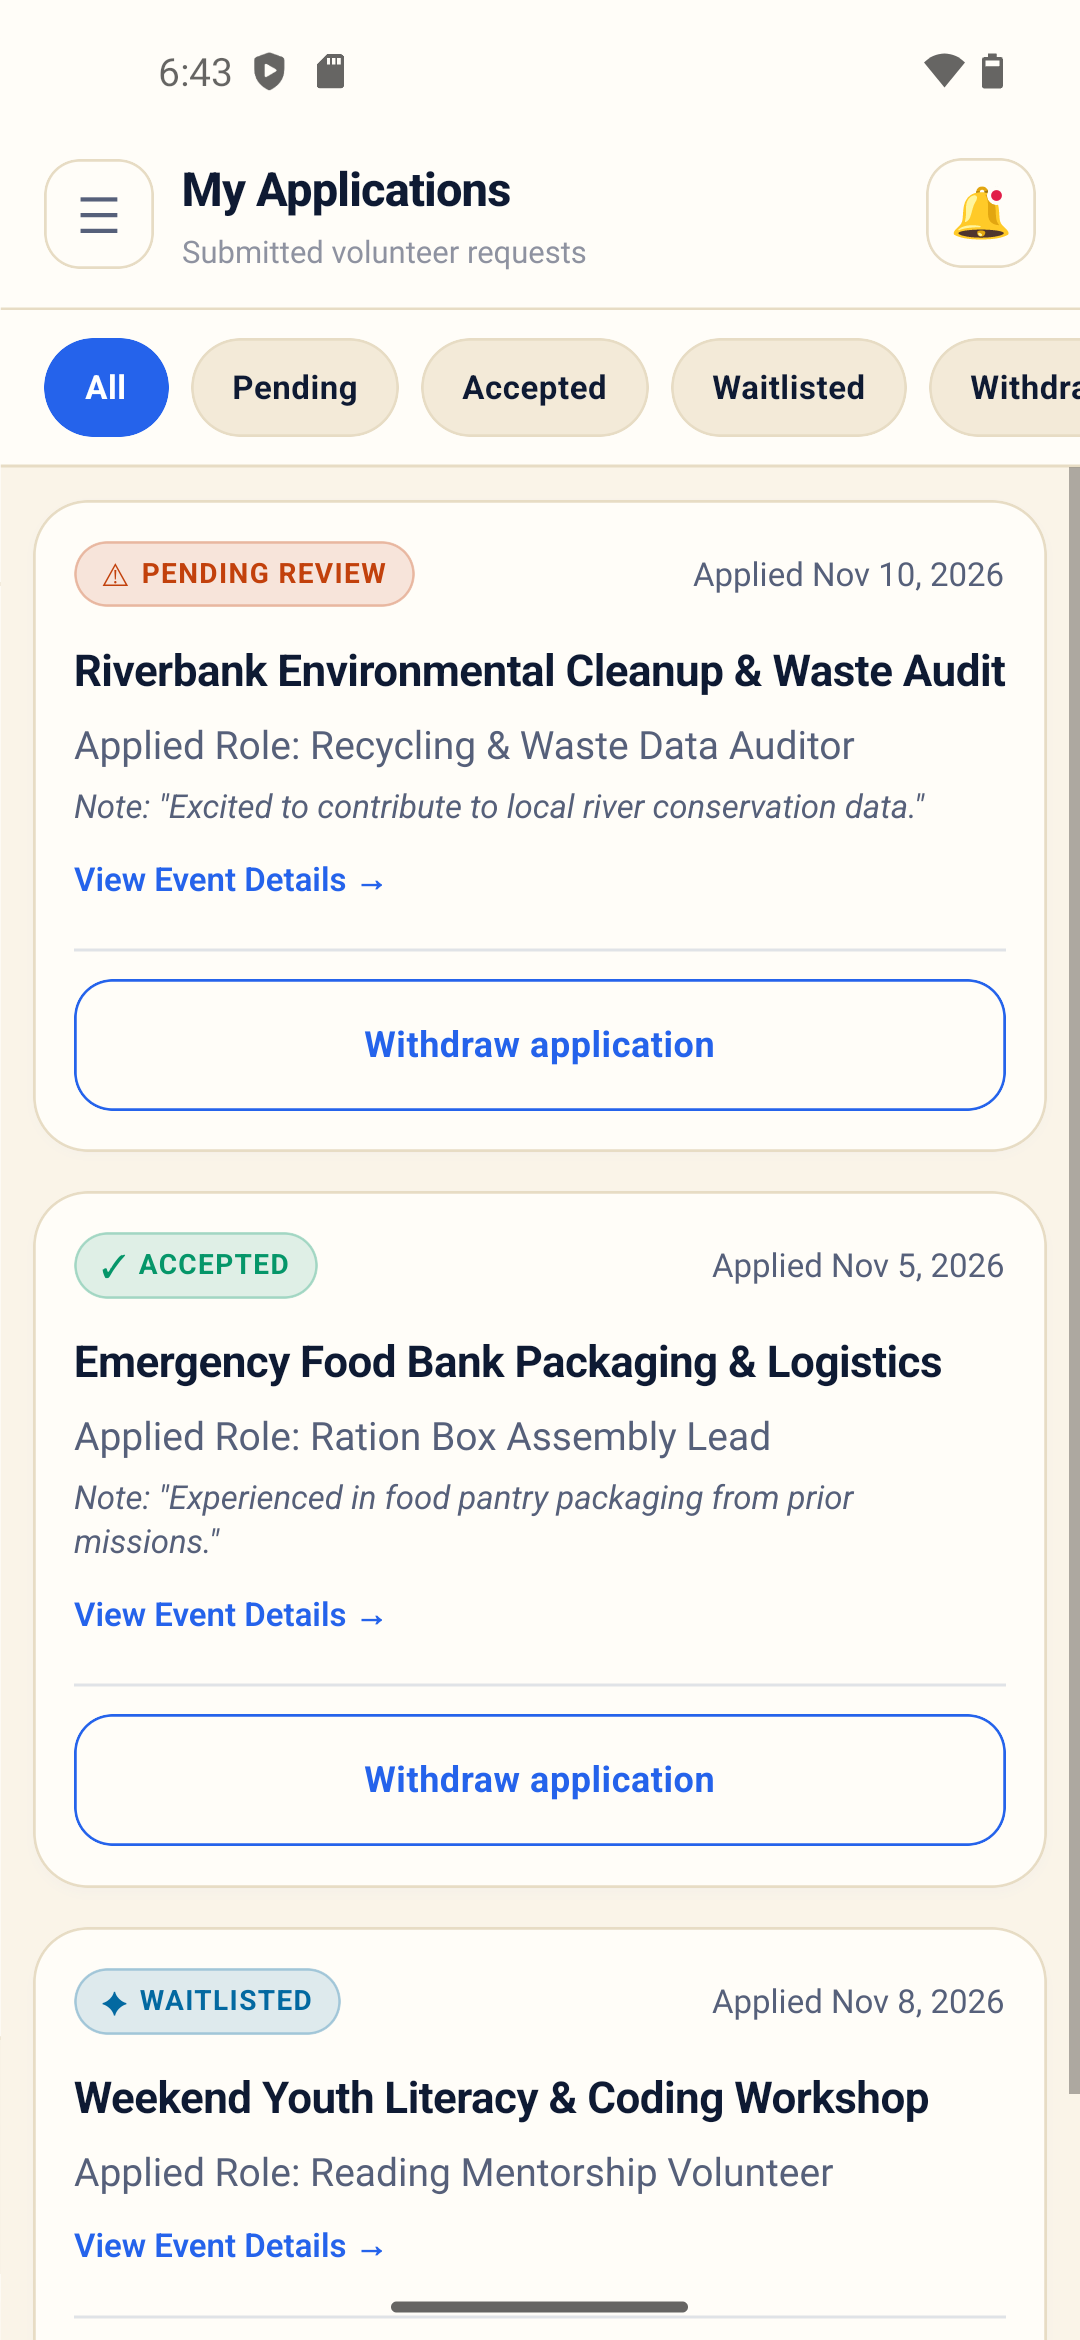 6:43
My Applications
Submitted volunteer requests
All
Pending
Accepted
Waitlisted
Withdra
⚠ PENDING REVIEW
Applied Nov 10, 2026
Riverbank Environmental Cleanup & Waste Audit
Applied Role: Recycling & Waste Data Auditor
Note: "Excited to contribute to local river conservation data."
View Event Details →
Withdraw application
✓ ACCEPTED
Applied Nov 5, 2026
Emergency Food Bank Packaging & Logistics
Applied Role: Ration Box Assembly Lead
Note: "Experienced in food pantry packaging from prior
missions."
View Event Details →
Withdraw application
✦ WAITLISTED
Applied Nov 8, 2026
Weekend Youth Literacy & Coding Workshop
Applied Role: Reading Mentorship Volunteer
View Event Details →